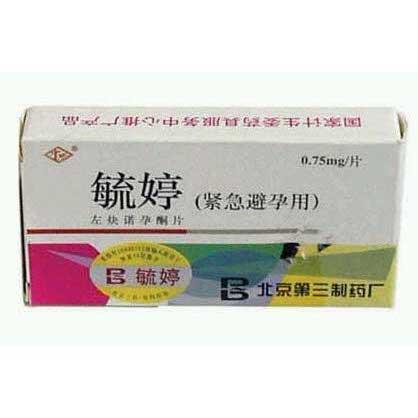 国家计生委药具服务中心推广产品
0.75mg/片
毓婷(紧急避孕用)
左炔诺孕酮片
毓婷
北京第三制药厂